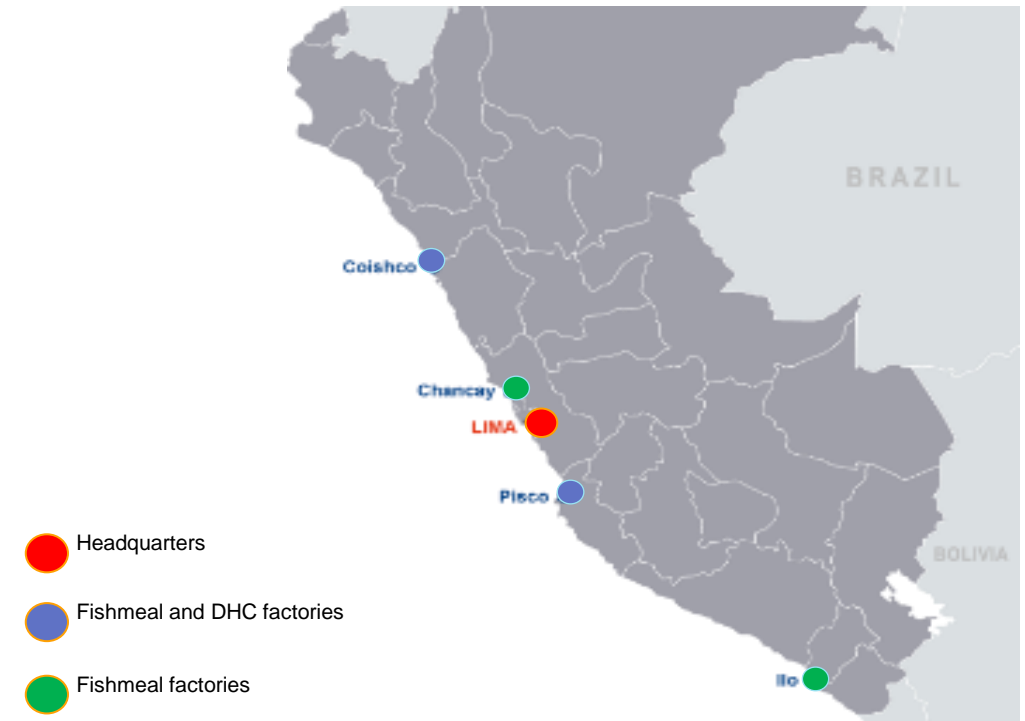 BRAZIL
Coishco
Chancay
LIMA
Pisco
BOLIVIA
Ilo
Headquarters
Fishmeal and DHC factories
Fishmeal factories